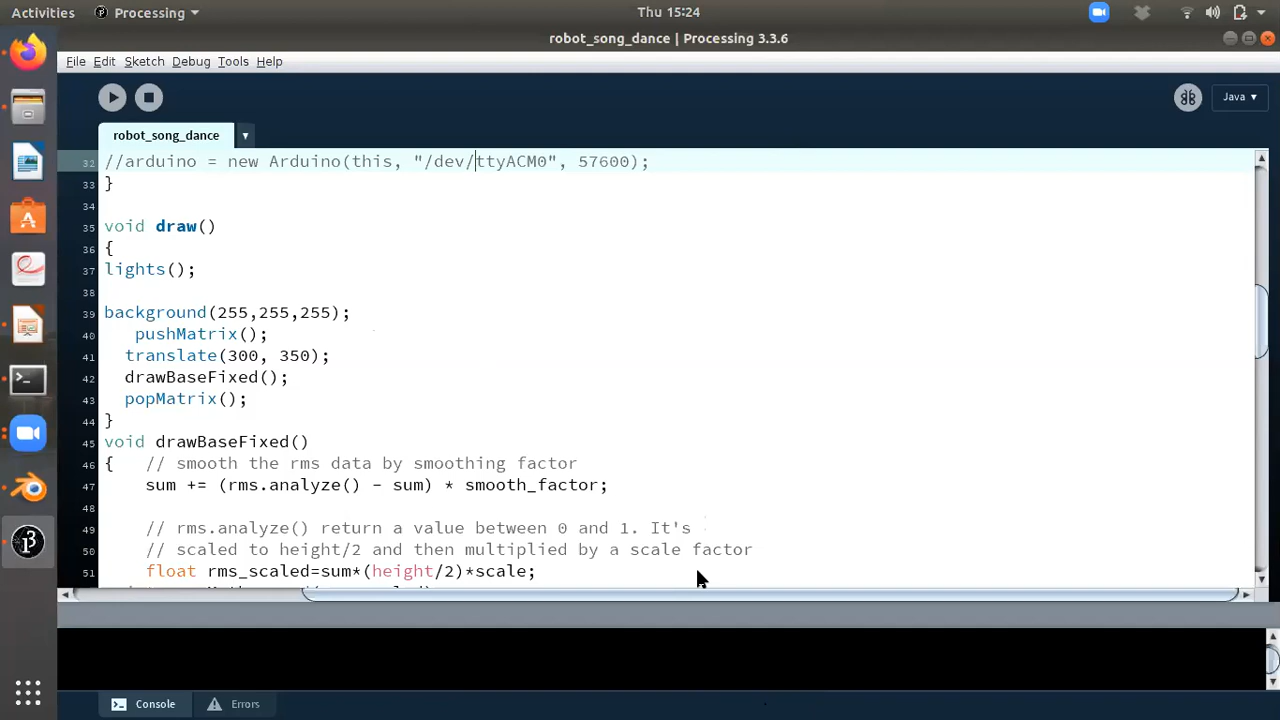 Activities
Processing
Thu 15:24
robot_song_dance | Processing 3.3.6
File Edit Sketch Debug Tools Help
Java
robot_song_dance
32 //arduino = new Arduino(this, "/dev/ttyACM0", 57600);
33 }
34
35 void draw()
36 {
37 lights();
38
39 background(255,255,255);
40 pushMatrix();
41 translate(300, 350);
42 drawBaseFixed();
43 popMatrix();
44 }
45 void drawBaseFixed()
46 { // smooth the rms data by smoothing factor
47 sum += (rms.analyze() - sum) * smooth_factor;
48
49 // rms.analyze() return a value between 0 and 1. It's
50 // scaled to height/2 and then multiplied by a scale factor
51 float rms_scaled=sum*(height/2)*scale;
Console
Errors